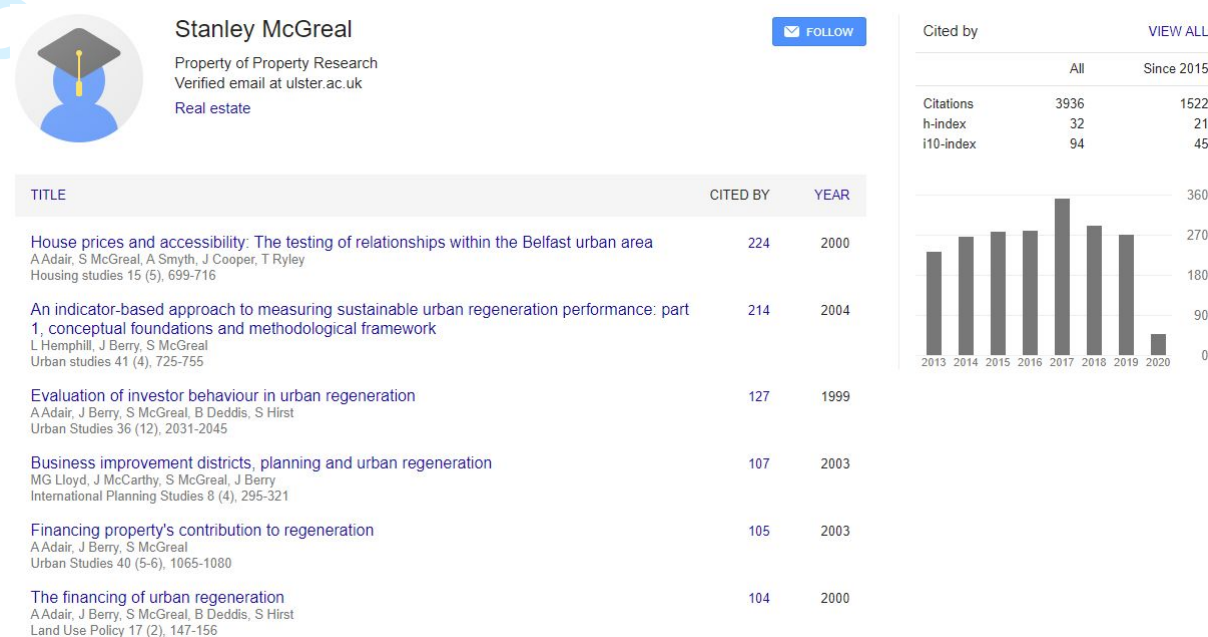 Stanley McGreal
FOLLOW
Property of Property Research
Verified email at ulster.ac.uk
Real estate
TITLE CITED BY YEAR
House prices and accessibility: The testing of relationships within the Belfast urban area 224 2000
A Adair, S McGreal, A Smyth, J Cooper, T Ryley
Housing studies 15 (5), 699-716
An indicator-based approach to measuring sustainable urban regeneration performance: part 214 2004
1, conceptual foundations and methodological framework
L Hemphill, J Berry, S McGreal
Urban studies 41 (4), 725-755
Evaluation of investor behaviour in urban regeneration 127 1999
A Adair, J Berry, S McGreal, B Deddis, S Hirst
Urban Studies 36 (12), 2031-2045
Business improvement districts, planning and urban regeneration 107 2003
MG Lloyd, J McCarthy, S McGreal, J Berry
International Planning Studies 8 (4), 295-321
Financing property's contribution to regeneration 105 2003
A Adair, J Berry, S McGreal
Urban Studies 40 (5-6), 1065-1080
The financing of urban regeneration 104 2000
A Adair, J Berry, S McGreal, B Deddis, S Hirst
Land Use Policy 17 (2), 147-156
Cited by VIEW ALL
All Since 2015
Citations 3936 1522
h-index 32 21
i10-index 94 45
360
270
180
90
0
2013 2014 2015 2016 2017 2018 2019 2020